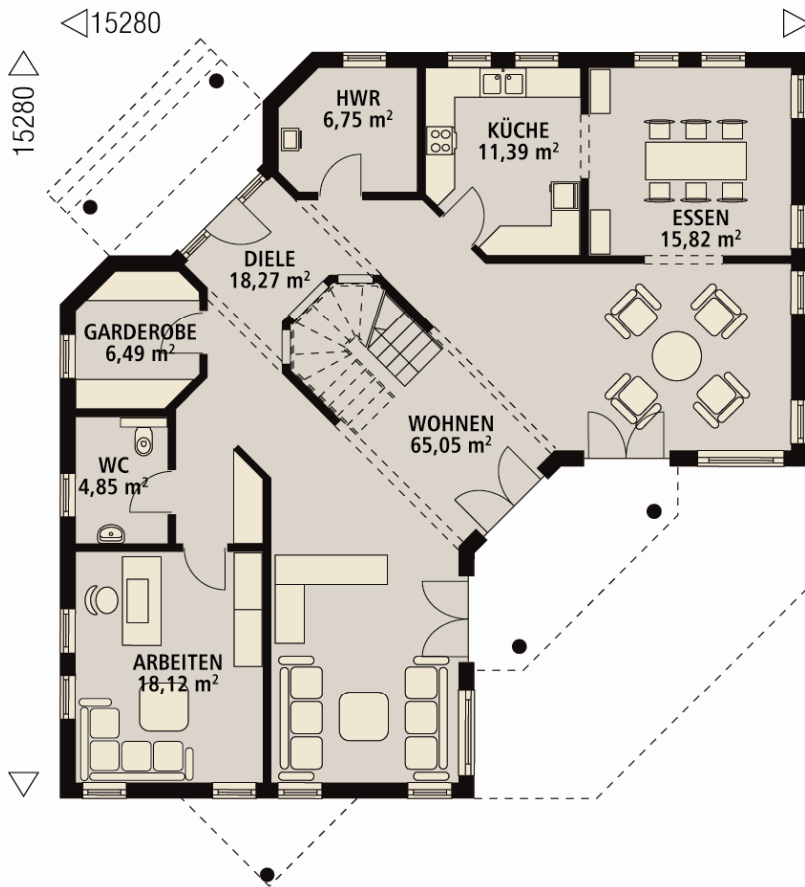 15280
15280
HWR
6,75 m²
KÜCHE
11,39 m²
ESSEN
15,82 m²
DIELE
18,27 m²
GARDERØBE
6,49 m²
WOHNEN
65,05 m²
WC
4,85 m²
ARBEITEN
18,12 m²